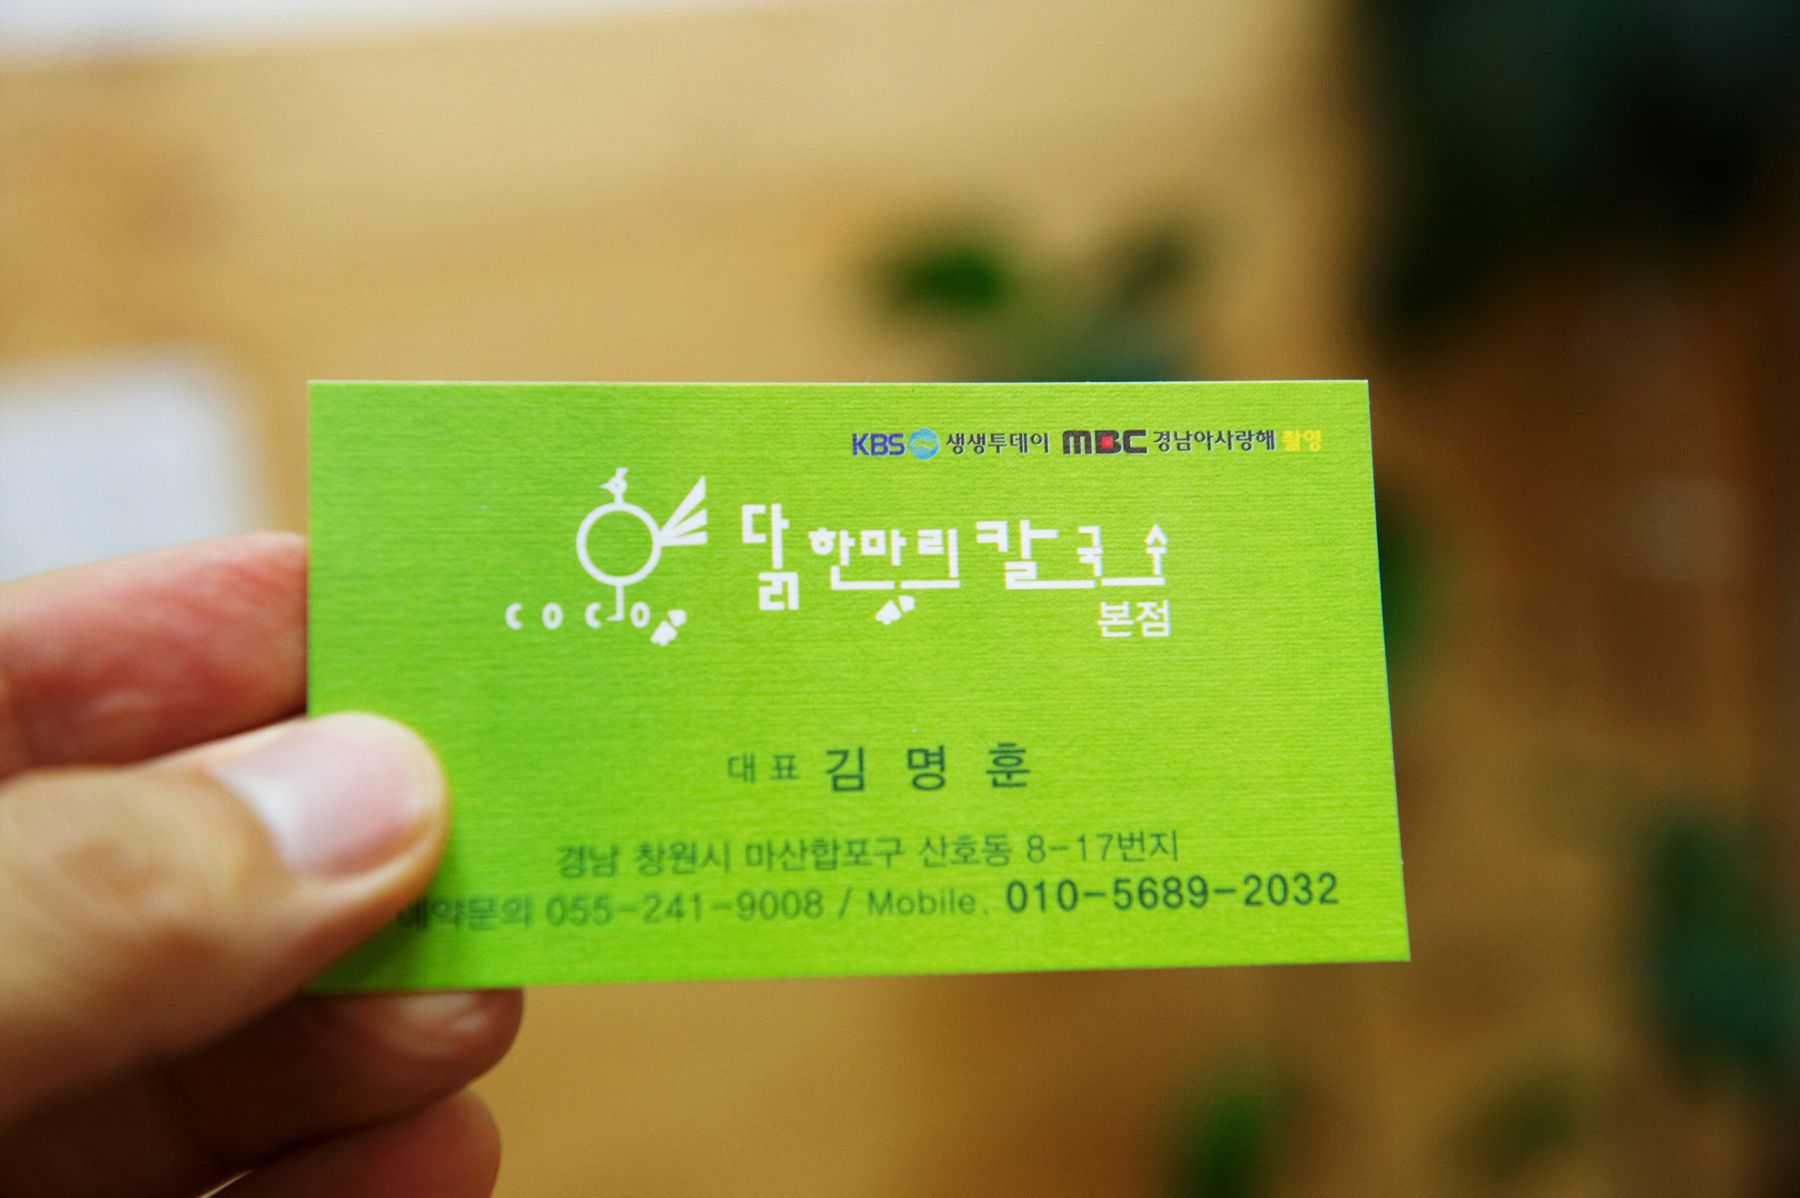 KBS 생생투데이 MBC 경남아사랑해 촬영
닭한마리칼국수
coco
본점
대표 김명훈
경남 창원시 마산합포구 산호동 8-17번지
예약문의 055-241-9008 / Mobile. 010-5689-2032